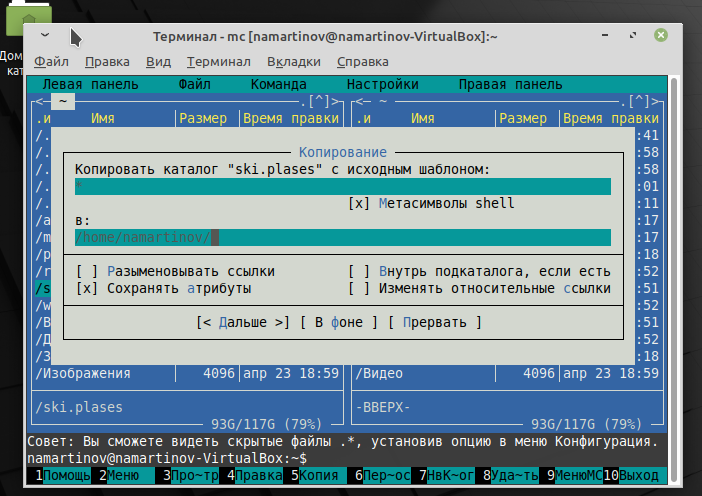 Дом
кат
Терминал - mc [namartinov@namartinov-VirtualBox]:~
Файл Правка Вид Терминал Вкладки Справка
Левая панель Файл Команда Настройки Правая панель
<— ~ .[^]> <— ~ .[^]>
.и Имя Размер Время правки .и Имя Размер Время правки
/. :41
/. Копирование :58
/. Копировать каталог "ski.plases" с исходным шаблоном: :58
/. * :01
/. [x] Метасимволы shell :11
/a в: :17
/m /home/namartinov/ :17
/p :18
/r [ ] Разыменовывать ссылки [ ] Внутрь подкаталога, если есть :52
/s [x] Сохранять атрибуты [ ] Изменять относительные ссылки :51
/w :52
/В [< Дальше >] [ В фоне ] [ Прервать ] :51
/Д :52
/З :18
/Изображения 4096 апр 23 18:59 /Видео 4096 апр 23 18:59
/ski.plases -ВВЕРХ-
93G/117G (79%) 93G/117G (79%)
Совет: Вы сможете видеть скрытые файлы .*, установив опцию в меню Конфигурация.
namartinov@namartinov-VirtualBox:~$
1Помощь 2Меню 3Про~тр 4Правка 5Копия 6Пер~ос 7НвК~ог 8Уда~ть 9МенюMC 10Выход